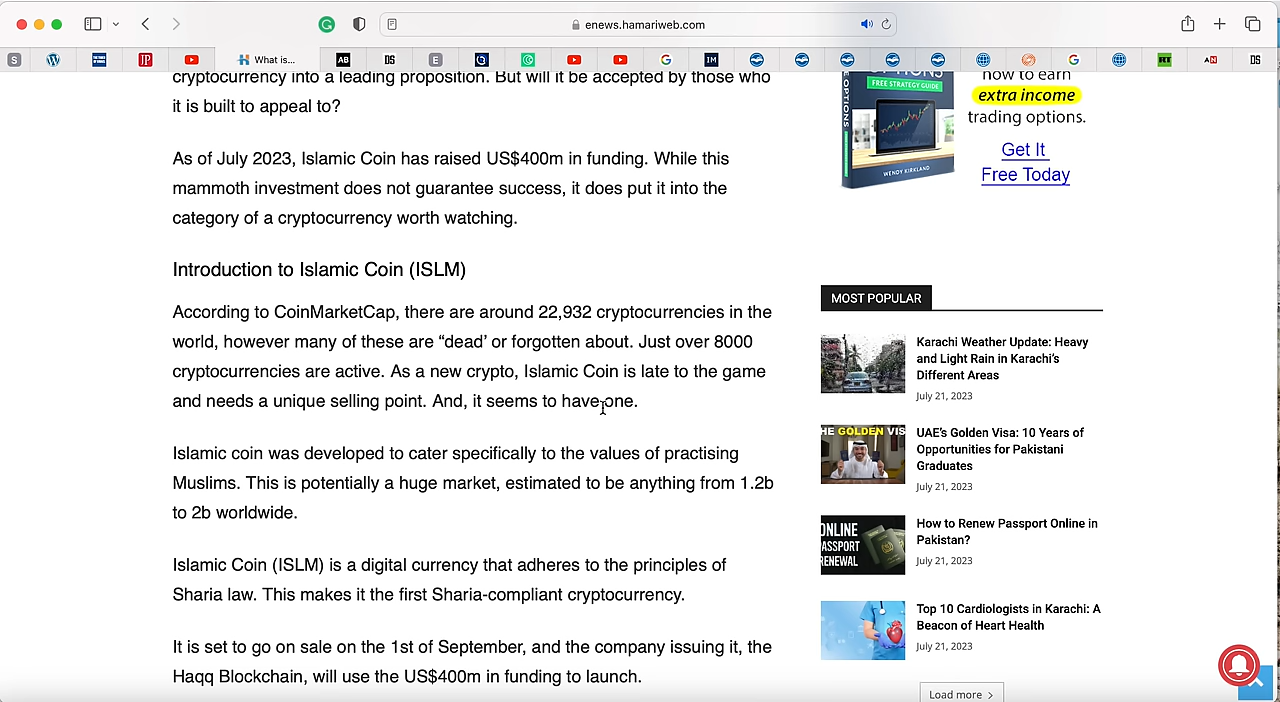 enews.hamariweb.com
What is...
cryptocurrency into a leading proposition. But will it be accepted by those who
it is built to appeal to?
As of July 2023, Islamic Coin has raised US$400m in funding. While this
mammoth investment does not guarantee success, it does put it into the
category of a cryptocurrency worth watching.
Introduction to Islamic Coin (ISLM)
According to CoinMarketCap, there are around 22,932 cryptocurrencies in the
world, however many of these are “dead’ or forgotten about. Just over 8000
cryptocurrencies are active. As a new crypto, Islamic Coin is late to the game
and needs a unique selling point. And, it seems to have one.
Islamic coin was developed to cater specifically to the values of practising
Muslims. This is potentially a huge market, estimated to be anything from 1.2b
to 2b worldwide.
Islamic Coin (ISLM) is a digital currency that adheres to the principles of
Sharia law. This makes it the first Sharia-compliant cryptocurrency.
It is set to go on sale on the 1st of September, and the company issuing it, the
Haqq Blockchain, will use the US$400m in funding to launch.
FREE STRATEGY GUIDE
WENDY KIRKLAND
how to earn
extra income
trading options.
Get It
Free Today
MOST POPULAR
Karachi Weather Update: Heavy
and Light Rain in Karachi’s
Different Areas
July 21, 2023
HE GOLDEN VIS
UAE’s Golden Visa: 10 Years of
Opportunities for Pakistani
Graduates
July 21, 2023
ONLINE
ASSPORT
RENEWAL
How to Renew Passport Online in
Pakistan?
July 21, 2023
Top 10 Cardiologists in Karachi: A
Beacon of Heart Health
July 21, 2023
Load more